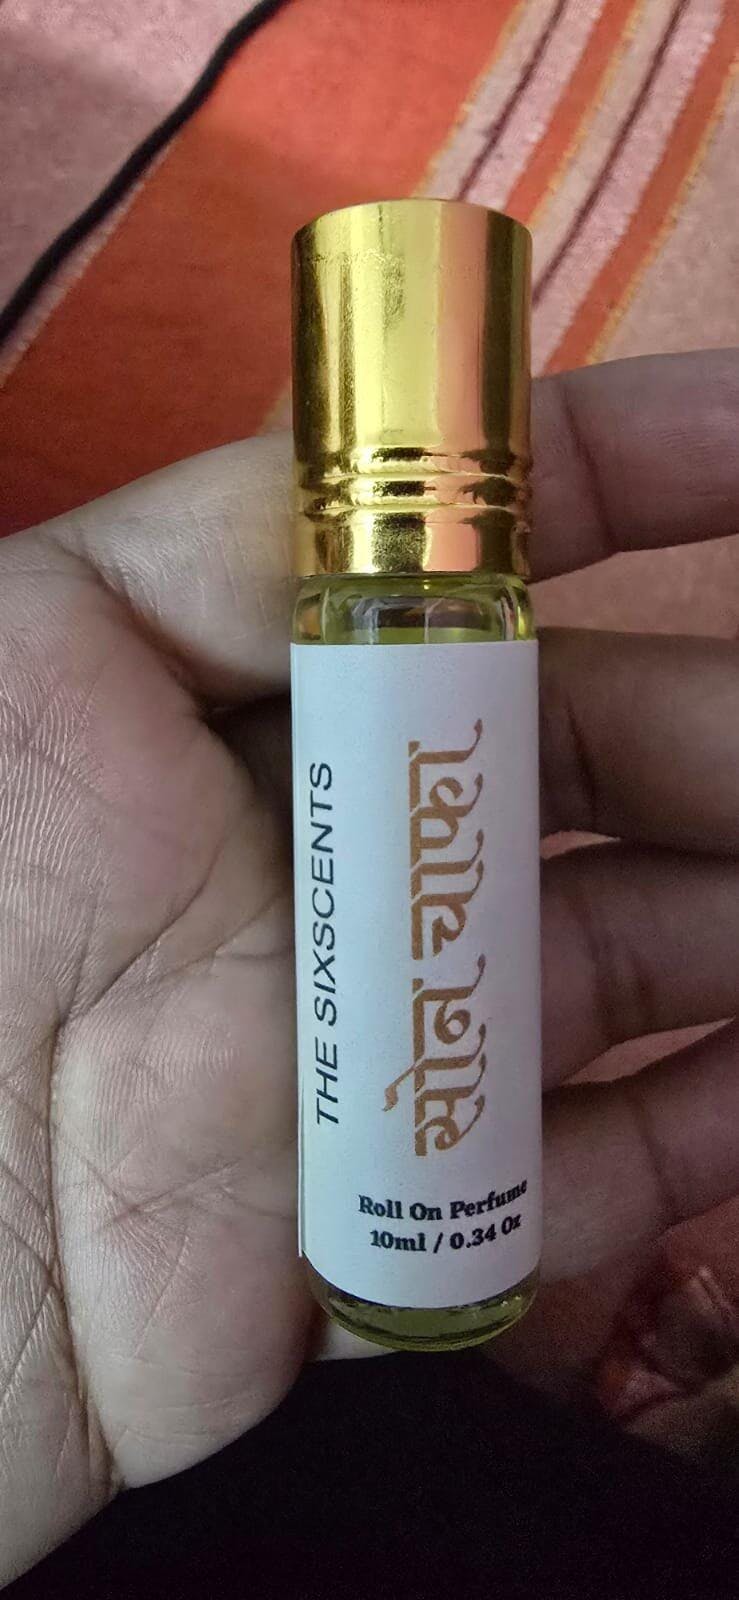 THE SIXSCENTS
सोन चाफा
Roll On Perfume
10ml / 0.34 Oz